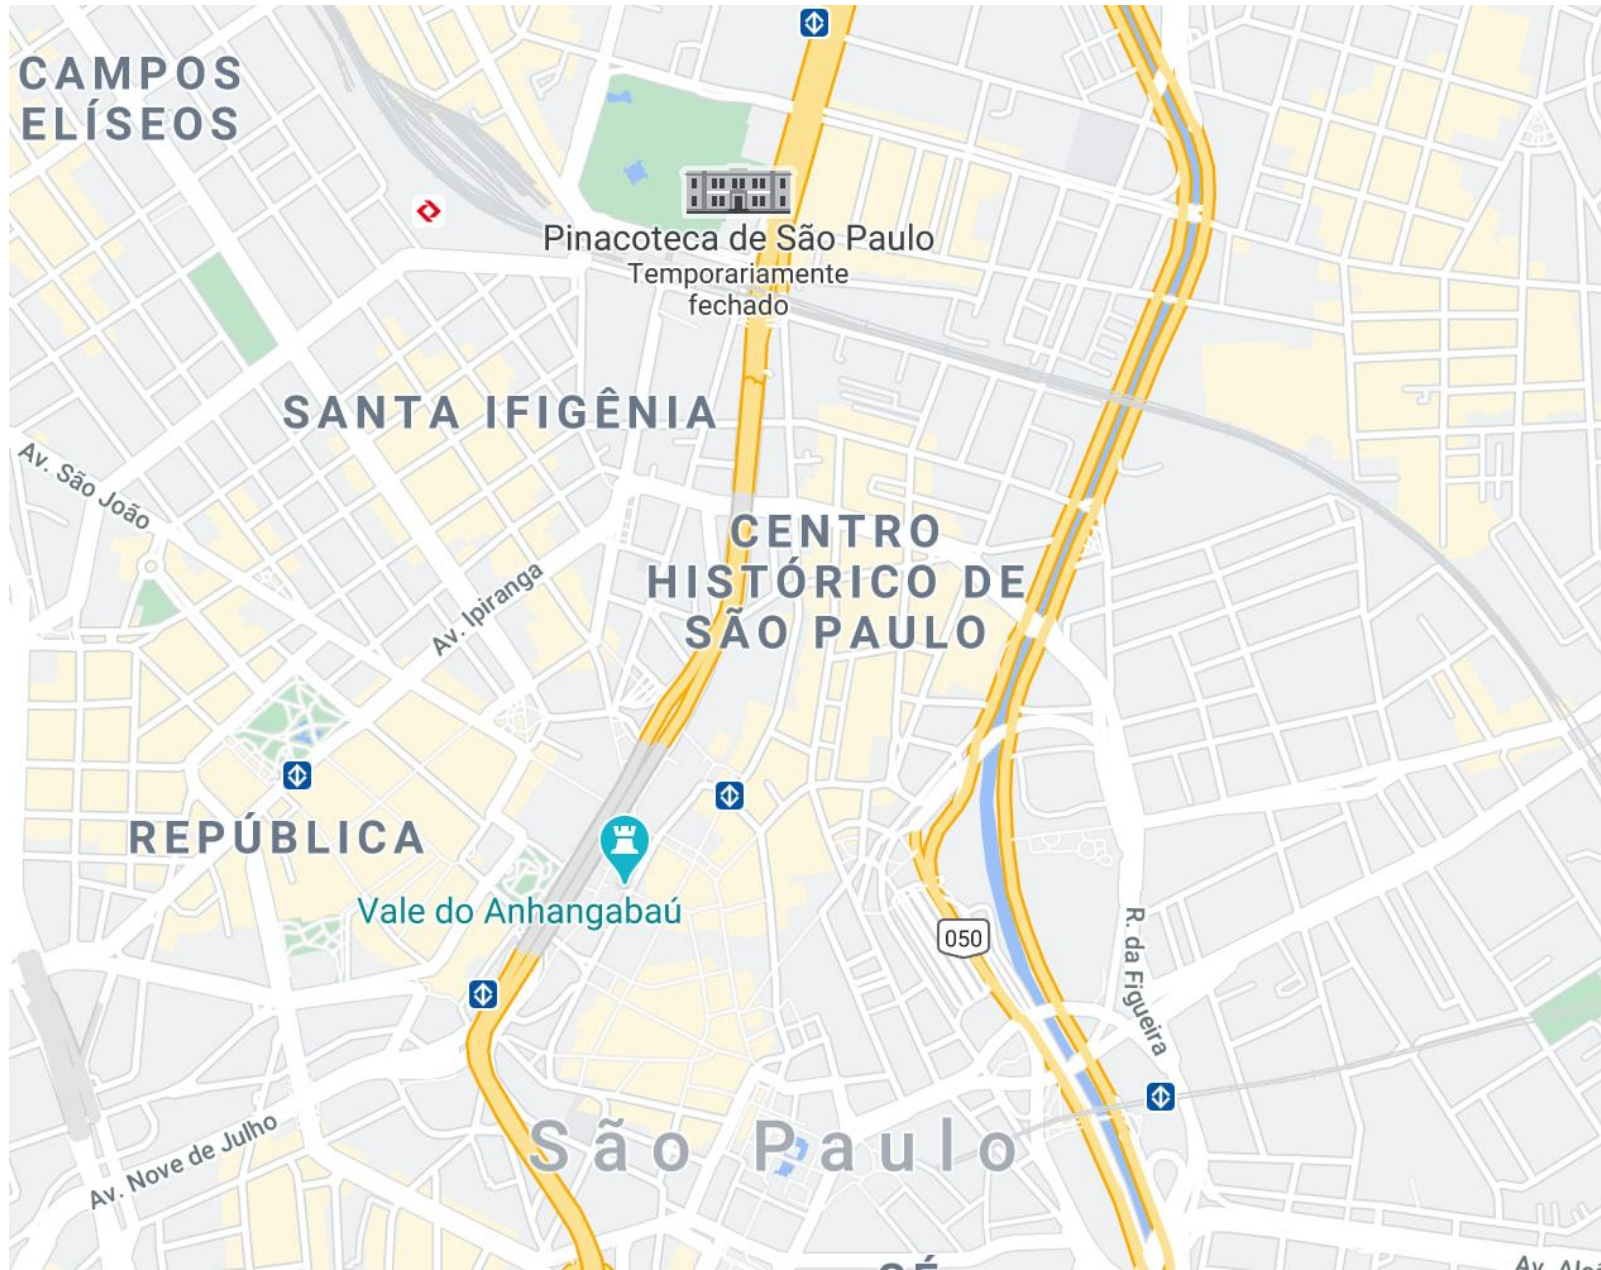 CAMPOS
ELÍSEOS
Pinacoteca de São Paulo
Temporariamente
fechado
SANTA IFIGÊNIA
Av. São João
CENTRO
HISTÓRICO DE
SÃO PAULO
Av. Ipiranga
REPÚBLICA
Vale do Anhangabaú
050
R. da Figueira
Av. Nove de Julho
São Paulo